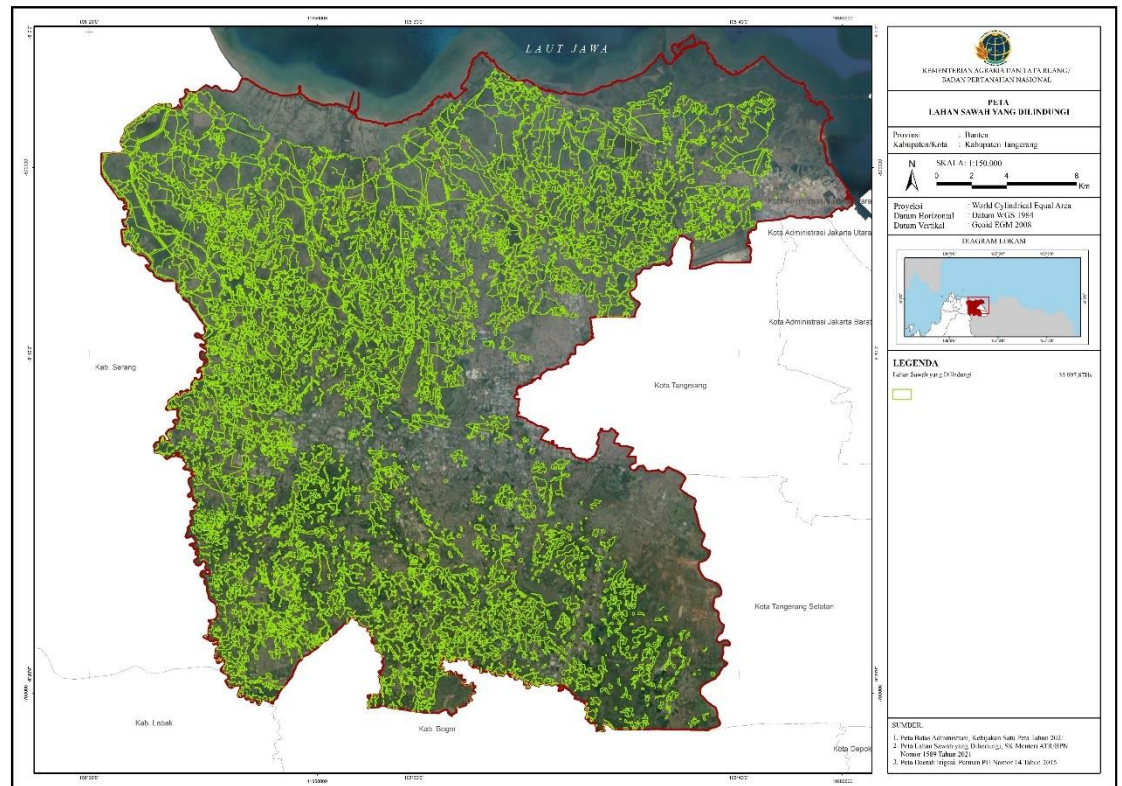 LAUT JAWA
Kota Administrasi Jakarta Utara
Kota Administrasi Jakarta Barat
Kab. Serang
Kota Tangerang
Kota Tangerang Selatan
Kab. Lebak
Kab. Bogor
Kota Depok
KEMENTERIAN AGRARIA DAN TATA RUANG/
BADAN PERTANAHAN NASIONAL
PETA
LAHAN SAWAH YANG DILINDUNGI
Provinsi : Banten
Kabupaten/Kota : Kabupaten Tangerang
N
SKALA: 1:150.000
0 2 4 8
Km
Proyeksi : World Cylindrical Equal Area
Datum Horizontal : Datum WGS 1984
Datum Vertikal : Geoid EGM 2008
DIAGRAM LOKASI
LEGENDA
Lahan Sawah yang Dilindungi
SUMBER:
1. Peta Batas Administrasi, Kebijakan Satu Peta Tahun 2021
2. Peta Lahan Sawah yang Dilindungi, SK Menteri ATR/BPN
Nomor 1589 Tahun 2021
3. Peta Daerah Irigasi, Permen PU Nomor 14 Tahun 2015